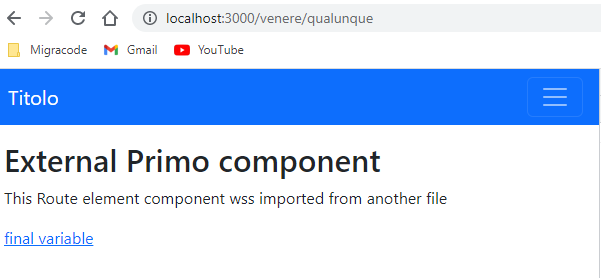 localhost:3000/venere/qualunque
Migracode Gmail YouTube
Titolo
External Primo component
This Route element component wss imported from another file
final variable